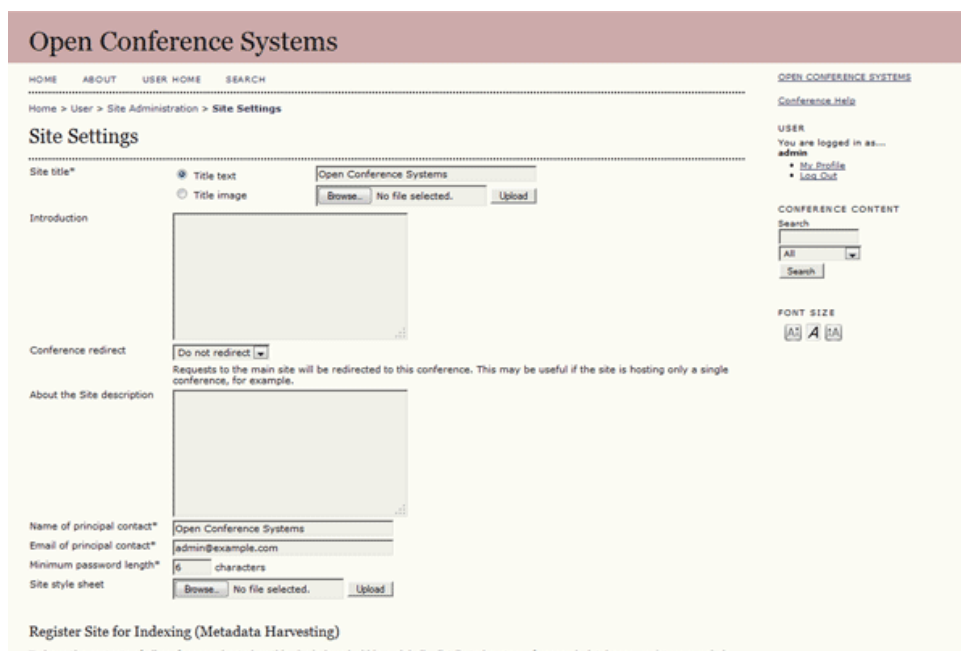 Open Conference Systems
HOME ABOUT USER HOME SEARCH
Home > User > Site Administration > Site Settings
Site Settings
Site title* Title text Open Conference Systems
Title image Browse... No file selected. Upload
Introduction
Conference redirect Do not redirect
Requests to the main site will be redirected to this conference. This may be useful if the site is hosting only a single
conference, for example.
About the Site description
Name of principal contact* Open Conference Systems
Email of principal contact* admin@example.com
Minimum password length* 6 characters
Site style sheet Browse... No file selected. Upload
Register Site for Indexing (Metadata Harvesting)
OPEN CONFERENCE SYSTEMS
Conference Help
USER
You are logged in as...
admin
My Profile
Log Out
CONFERENCE CONTENT
Search
All
Search
FONT SIZE
A A A